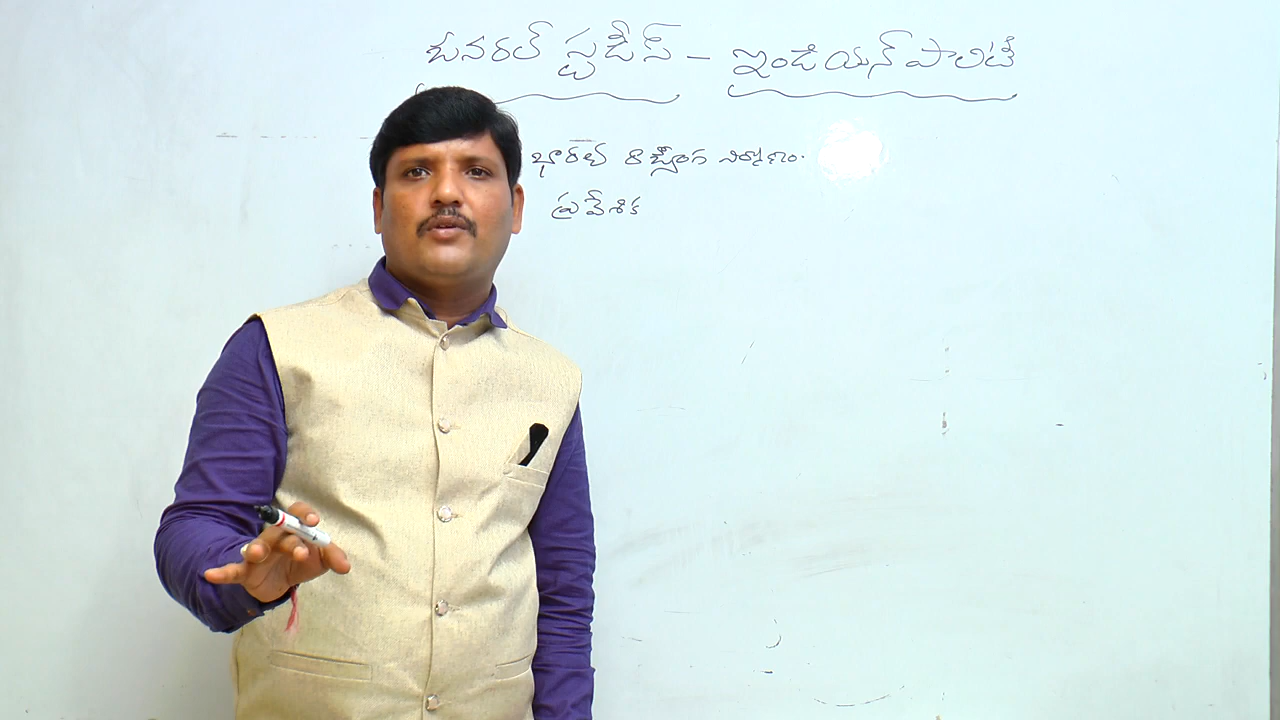 జనరల్ స్టడీస్ - ఇండియన్ పాలిటీ
భారత రాజ్యాంగ నిర్మాణం.
ప్రవేశిక